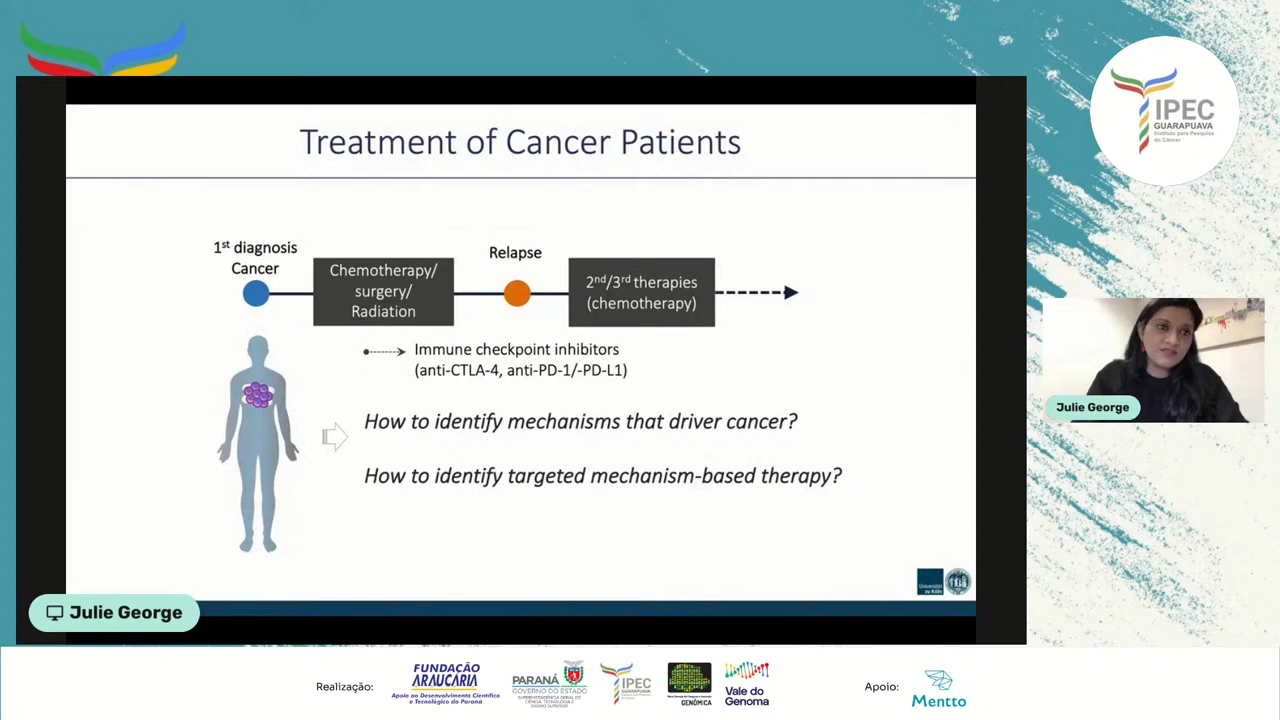 Treatment of Cancer Patients
1st diagnosis
Cancer
Chemotherapy/
surgery/
Radiation
Relapse
2nd/3rd therapies
(chemotherapy)
Immune checkpoint inhibitors
(anti-CTLA-4, anti-PD-1/-PD-L1)
How to identify mechanisms that driver cancer?
How to identify targeted mechanism-based therapy?
Universität
zu Köln
Julie George
IPEC
GUARAPUAVA
Instituto para Pesquisa
do Câncer
Julie George
Realização:
FUNDAÇÃO
ARAUCÁRIA
Apoio ao Desenvolvimento Científico
e Tecnológico do Paraná
PARANÁ
GOVERNO DO ESTADO
SUPERINTENDÊNCIA GERAL DE
CIÊNCIA, TECNOLOGIA E
ENSINO SUPERIOR
IPEC
GUARAPUAVA
GENÔMICA
Vale do
Genoma
Apoio:
Mentto